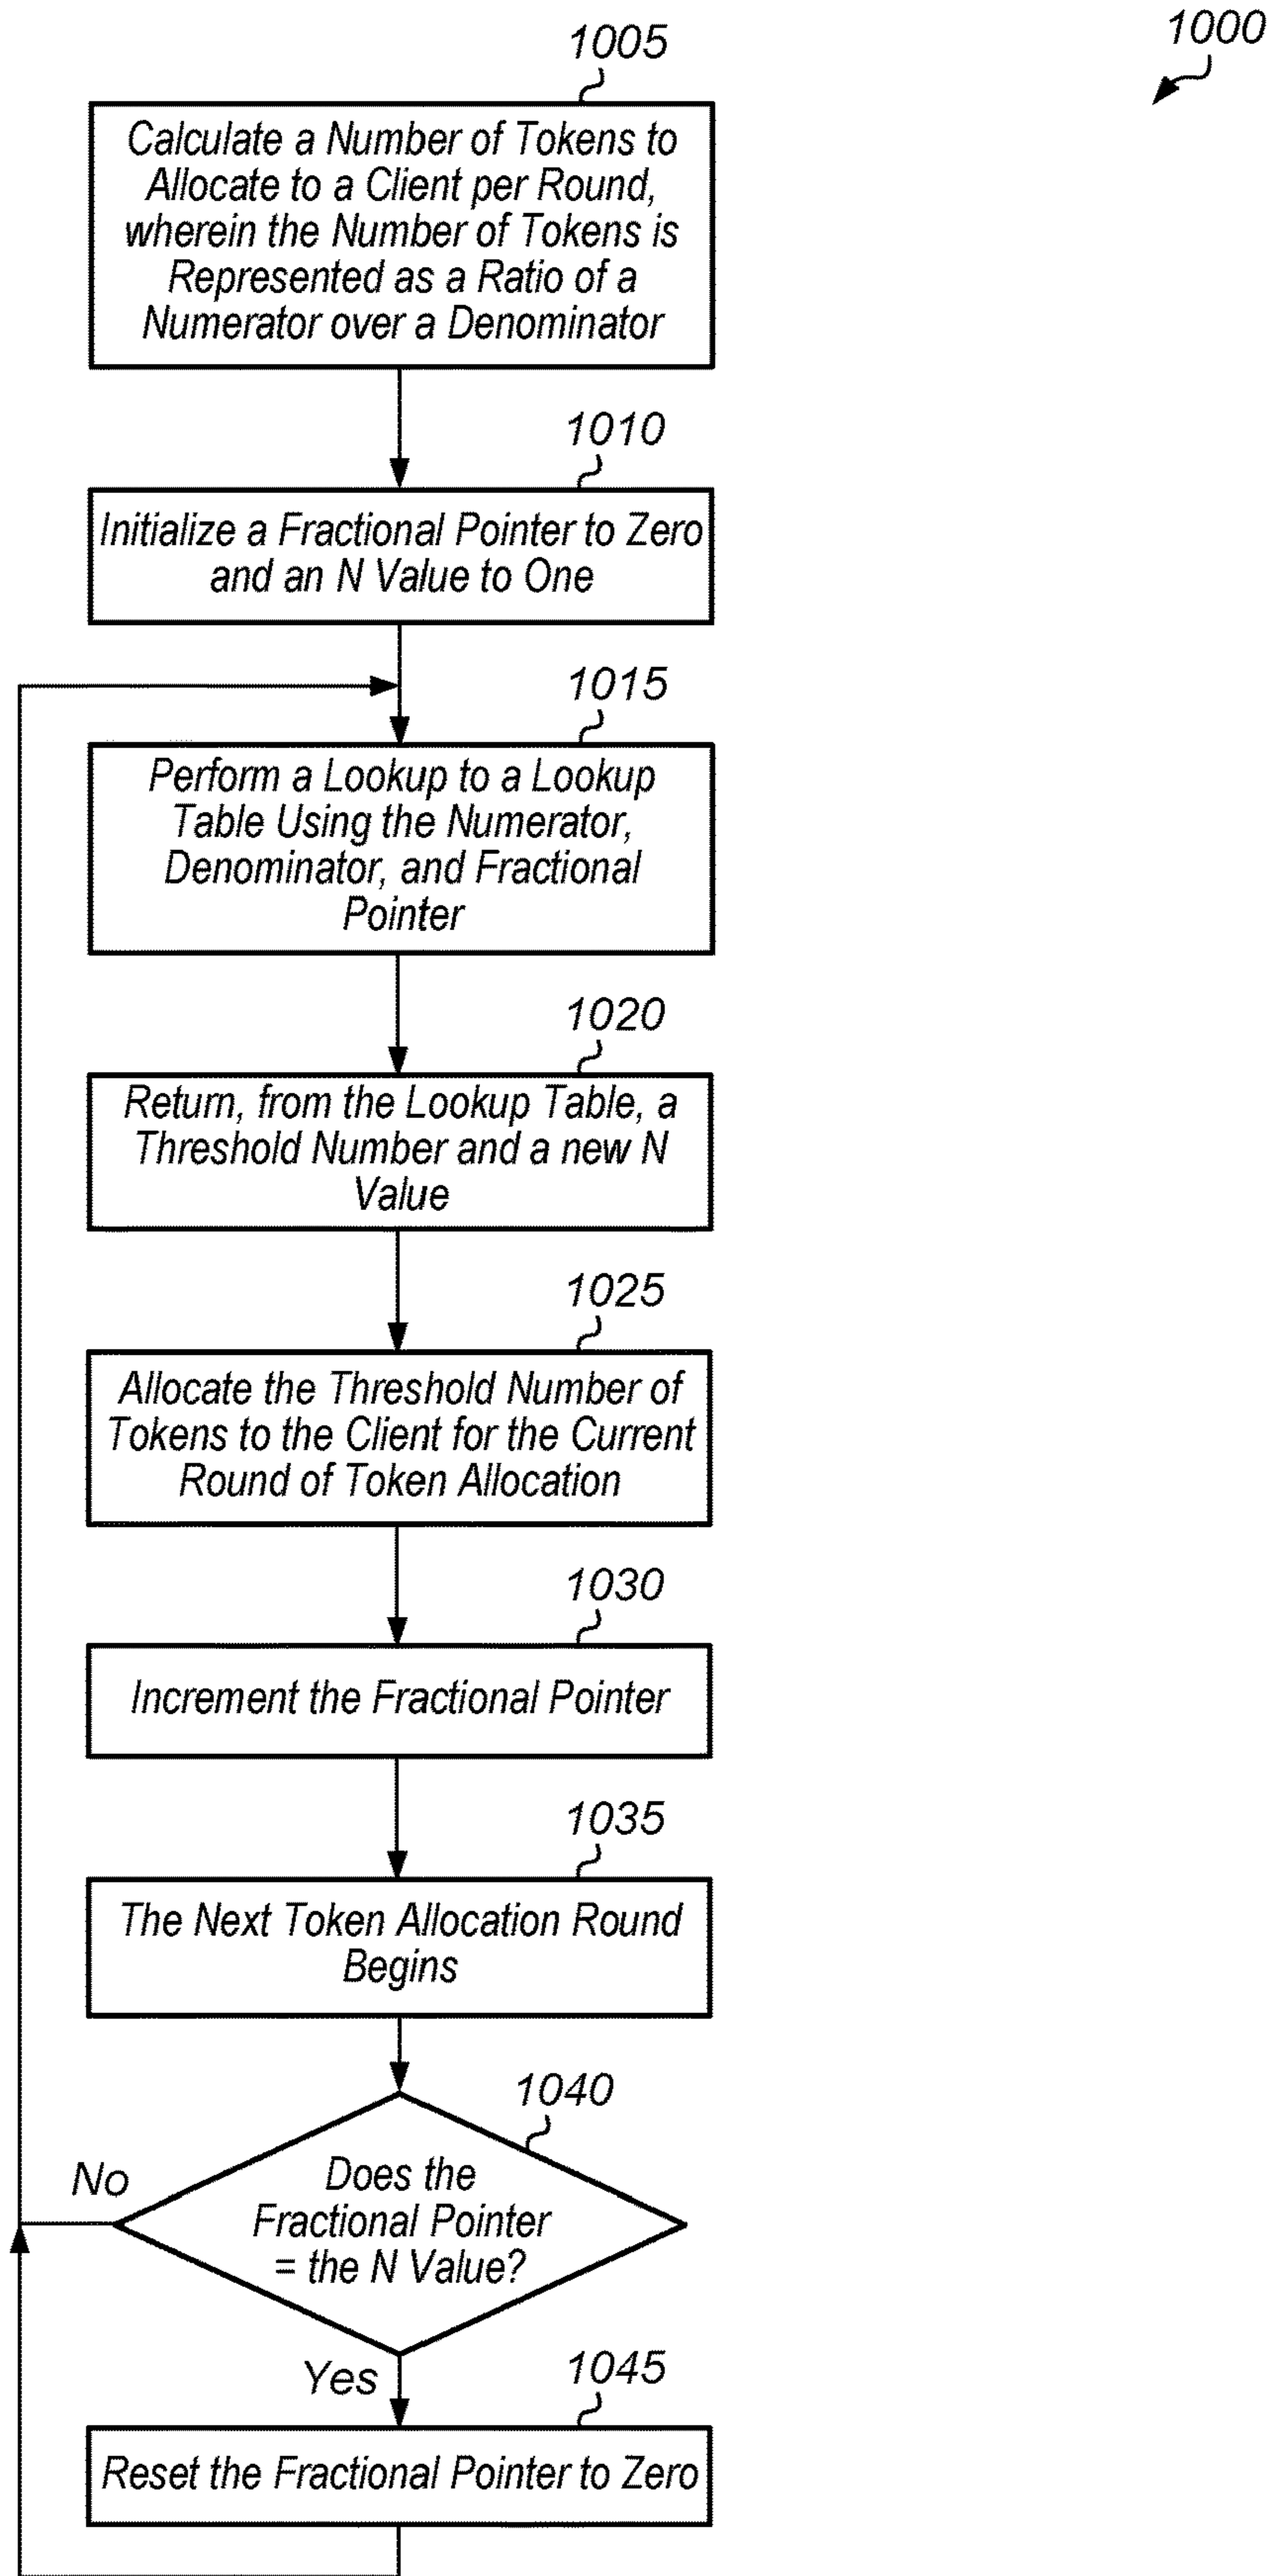 1000
1005
Calculate a Number of Tokens to
Allocate to a Client per Round,
wherein the Number of Tokens is
Represented as a Ratio of a
Numerator over a Denominator
1010
Initialize a Fractional Pointer to Zero
and an N Value to One
1015
Perform a Lookup to a Lookup
Table Using the Numerator,
Denominator, and Fractional
Pointer
1020
Return, from the Lookup Table, a
Threshold Number and a new N
Value
1025
Allocate the Threshold Number of
Tokens to the Client for the Current
Round of Token Allocation
1030
Increment the Fractional Pointer
1035
The Next Token Allocation Round
Begins
1040
No
Does the
Fractional Pointer
= the N Value?
Yes
1045
Reset the Fractional Pointer to Zero